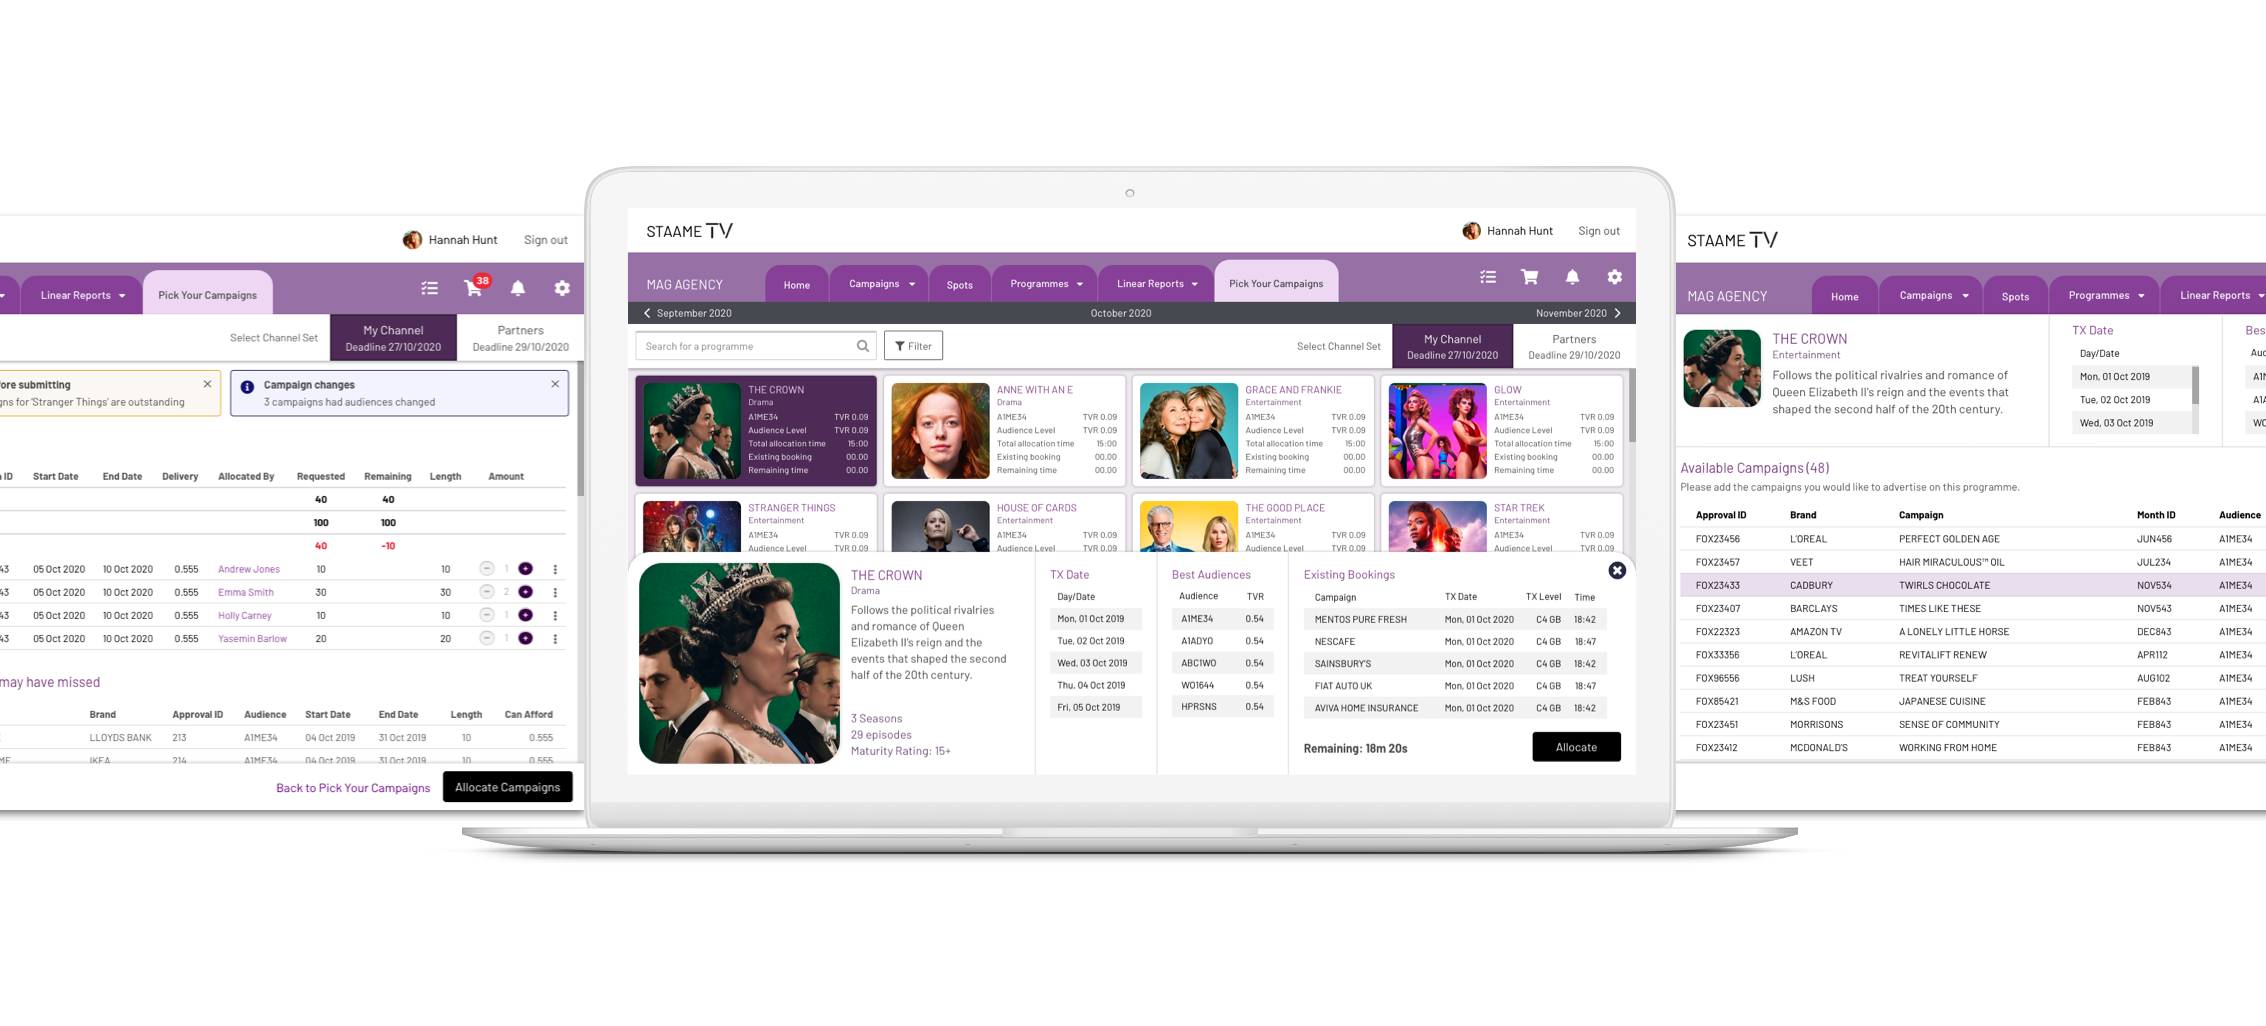 Hannah Hunt Sign out
38
Linear Reports Pick Your Campaigns
Select Channel Set My Channel Deadline 27/10/2020 Partners Deadline 29/10/2020
fore submitting
gns for 'Stranger Things' are outstanding
Campaign changes
3 campaigns had audiences changed
ID Start Date End Date Delivery Allocated By Requested Remaining Length Amount
40 40
100 100
40 -10
43 05 Oct 2020 10 Oct 2020 0.555 Andrew Jones 10 10 1
43 05 Oct 2020 10 Oct 2020 0.555 Emma Smith 30 30 2
43 05 Oct 2020 10 Oct 2020 0.555 Holly Carney 10 10 1
43 05 Oct 2020 10 Oct 2020 0.555 Yasemin Barlow 20 20 1
may have missed
Brand Approval ID Audience Start Date End Date Length Can Afford
LLOYDS BANK 213 A1ME34 04 Oct 2019 31 Oct 2019 10 0.555
ME IKEA 214 A1ME34 04 Oct 2019 31 Oct 2019 10 0.555
Back to Pick Your Campaigns Allocate Campaigns
STAAME TV Hannah Hunt Sign out
MAG AGENCY Home Campaigns Spots Programmes Linear Reports Pick Your Campaigns
September 2020 October 2020 November 2020
Search for a programme Filter Select Channel Set My Channel Deadline 27/10/2020 Partners Deadline 29/10/2020
THE CROWN
Drama
A1ME34 TVR 0.09
Audience Level TVR 0.09
Total allocation time 15:00
Existing booking 00.00
Remaining time 00.00
ANNE WITH AN E
Drama
A1ME34 TVR 0.09
Audience Level TVR 0.09
Total allocation time 15:00
Existing booking 00.00
Remaining time 00.00
GRACE AND FRANKIE
Entertainment
A1ME34 TVR 0.09
Audience Level TVR 0.09
Total allocation time 15:00
Existing booking 00.00
Remaining time 00.00
GLOW
Entertainment
A1ME34 TVR 0.09
Audience Level TVR 0.09
Total allocation time 15:00
Existing booking 00.00
Remaining time 00.00
STRANGER THINGS
Entertainment
A1ME34 TVR 0.09
Audience Level TVR 0.09
HOUSE OF CARDS
Entertainment
A1ME34 TVR 0.09
Audience Level TVR 0.09
THE GOOD PLACE
Entertainment
A1ME34 TVR 0.09
Audience Level TVR 0.09
STAR TREK
Entertainment
A1ME34 TVR 0.09
Audience Level TVR 0.09
THE CROWN
Drama
Follows the political rivalries
and romance of Queen
Elizabeth II's reign and the
events that shaped the second
half of the 20th century.
3 Seasons
29 episodes
Maturity Rating: 15+
TX Date
Day/Date
Mon, 01 Oct 2019
Tue, 02 Oct 2019
Wed, 03 Oct 2019
Thu, 04 Oct 2019
Fri, 05 Oct 2019
Best Audiences
Audience TVR
A1ME34 0.54
A1ADYO 0.54
ABC1WO 0.54
WO1644 0.54
HPRSNS 0.54
Existing Bookings
Campaign TX Date TX Level Time
MENTOS PURE FRESH Mon, 01 Oct 2020 C4 GB 18:42
NESCAFE Mon, 01 Oct 2020 C4 GB 18:47
SAINSBURY'S Mon, 01 Oct 2020 C4 GB 18:42
FIAT AUTO UK Mon, 01 Oct 2020 C4 GB 18:47
AVIVA HOME INSURANCE Mon, 01 Oct 2020 C4 GB 18:42
Remaining: 18m 20s Allocate
STAAME TV
MAG AGENCY Home Campaigns Spots Programmes Linear Reports
THE CROWN
Entertainment
Follows the political rivalries and romance of
Queen Elizabeth II's reign and the events that
shaped the second half of the 20th century.
TX Date
Day/Date
Mon, 01 Oct 2019
Tue, 02 Oct 2019
Wed, 03 Oct 2019
Bes
Aud
A1M
A1A
WO
Available Campaigns (48)
Please add the campaigns you would like to advertise on this programme.
Approval ID Brand Campaign Month ID Audience
FOX23456 L'OREAL PERFECT GOLDEN AGE JUN456 A1ME34
FOX23457 VEET HAIR MIRACULOUS™ OIL JUL234 A1ME34
FOX23433 CADBURY TWIRLS CHOCOLATE NOV534 A1ME34
FOX23407 BARCLAYS TIMES LIKE THESE NOV543 A1ME34
FOX22323 AMAZON TV A LONELY LITTLE HORSE DEC843 A1ME34
FOX33356 L'OREAL REVITALIFT RENEW APR112 A1ME34
FOX96556 LUSH TREAT YOURSELF AUG102 A1ME34
FOX85421 M&S FOOD JAPANESE CUISINE FEB843 A1ME34
FOX23451 MORRISONS SENSE OF COMMUNITY FEB843 A1ME34
FOX23412 MCDONALD'S WORKING FROM HOME FEB843 A1ME34